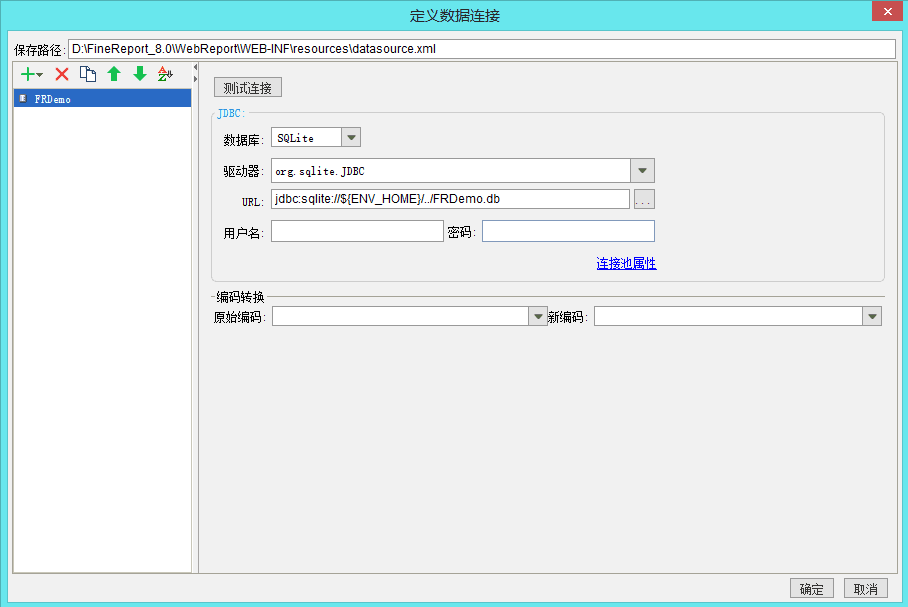 定义数据连接
保存路径: D:\FineReport_8.0\WebReport\WEB-INF\resources\datasource.xml
FRDemo
测试连接
JDBC:
数据库: SQLite
驱动器: org.sqlite.JDBC
URL: jdbc:sqlite://${ENV_HOME}/../FRDemo.db ...
用户名: 密码:
连接池属性
编码转换
原始编码: 新编码:
确定 取消